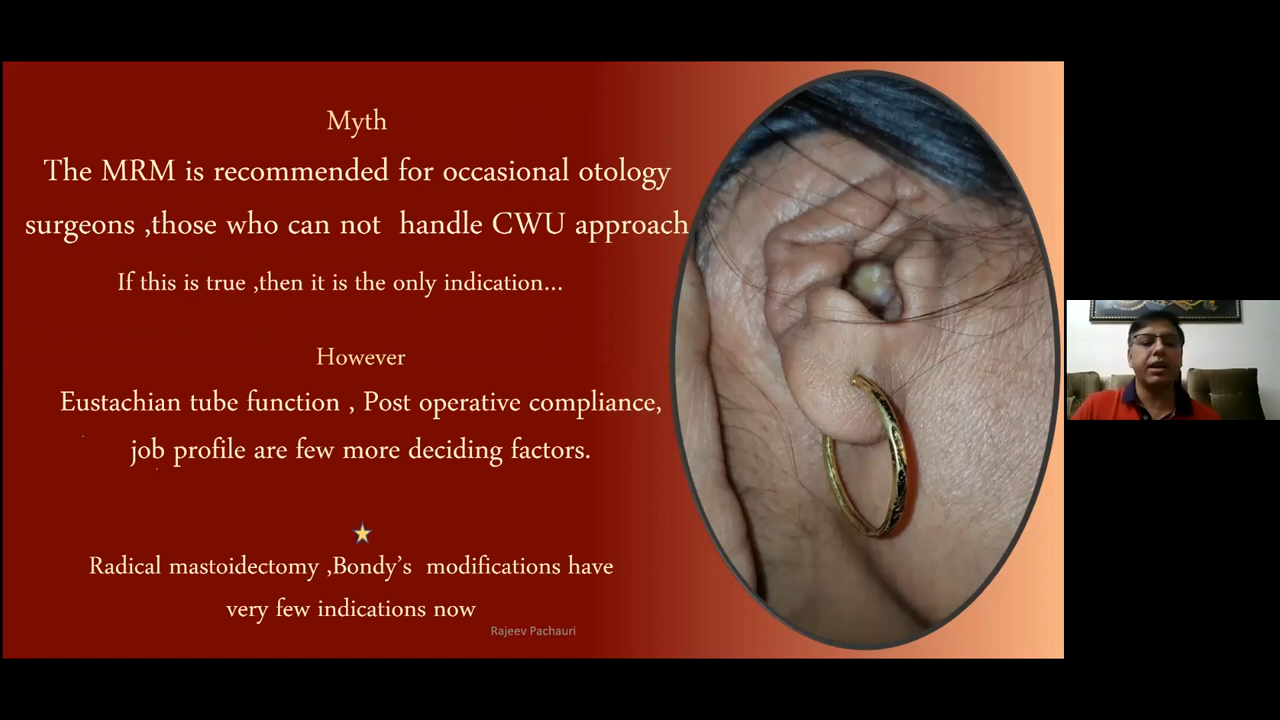 Myth
The MRM is recommended for occasional otology
surgeons ,those who can not handle CWU approach
If this is true ,then it is the only indication...
However
Eustachian tube function , Post operative compliance,
job profile are few more deciding factors.
Radical mastoidectomy ,Bondy’s modifications have
very few indications now
Rajeev Pachauri